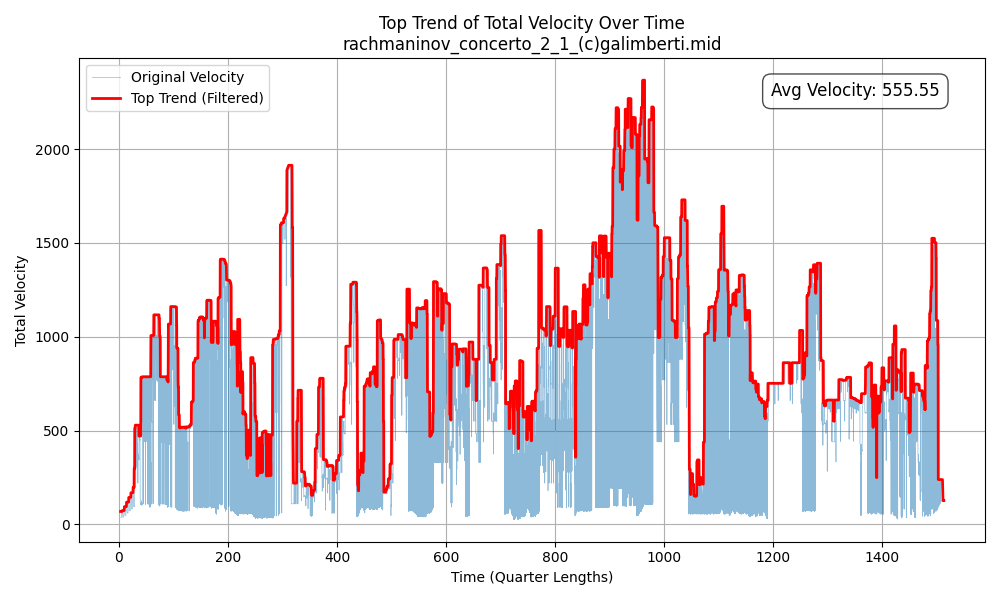 Top Trend of Total Velocity Over Time
rachmaninov_concerto_2_1_(c)galimberti.mid
Original Velocity
Top Trend (Filtered)
Avg Velocity: 555.55
Total Velocity
2000
1500
1000
500
0
0 200 400 600 800 1000 1200 1400
Time (Quarter Lengths)